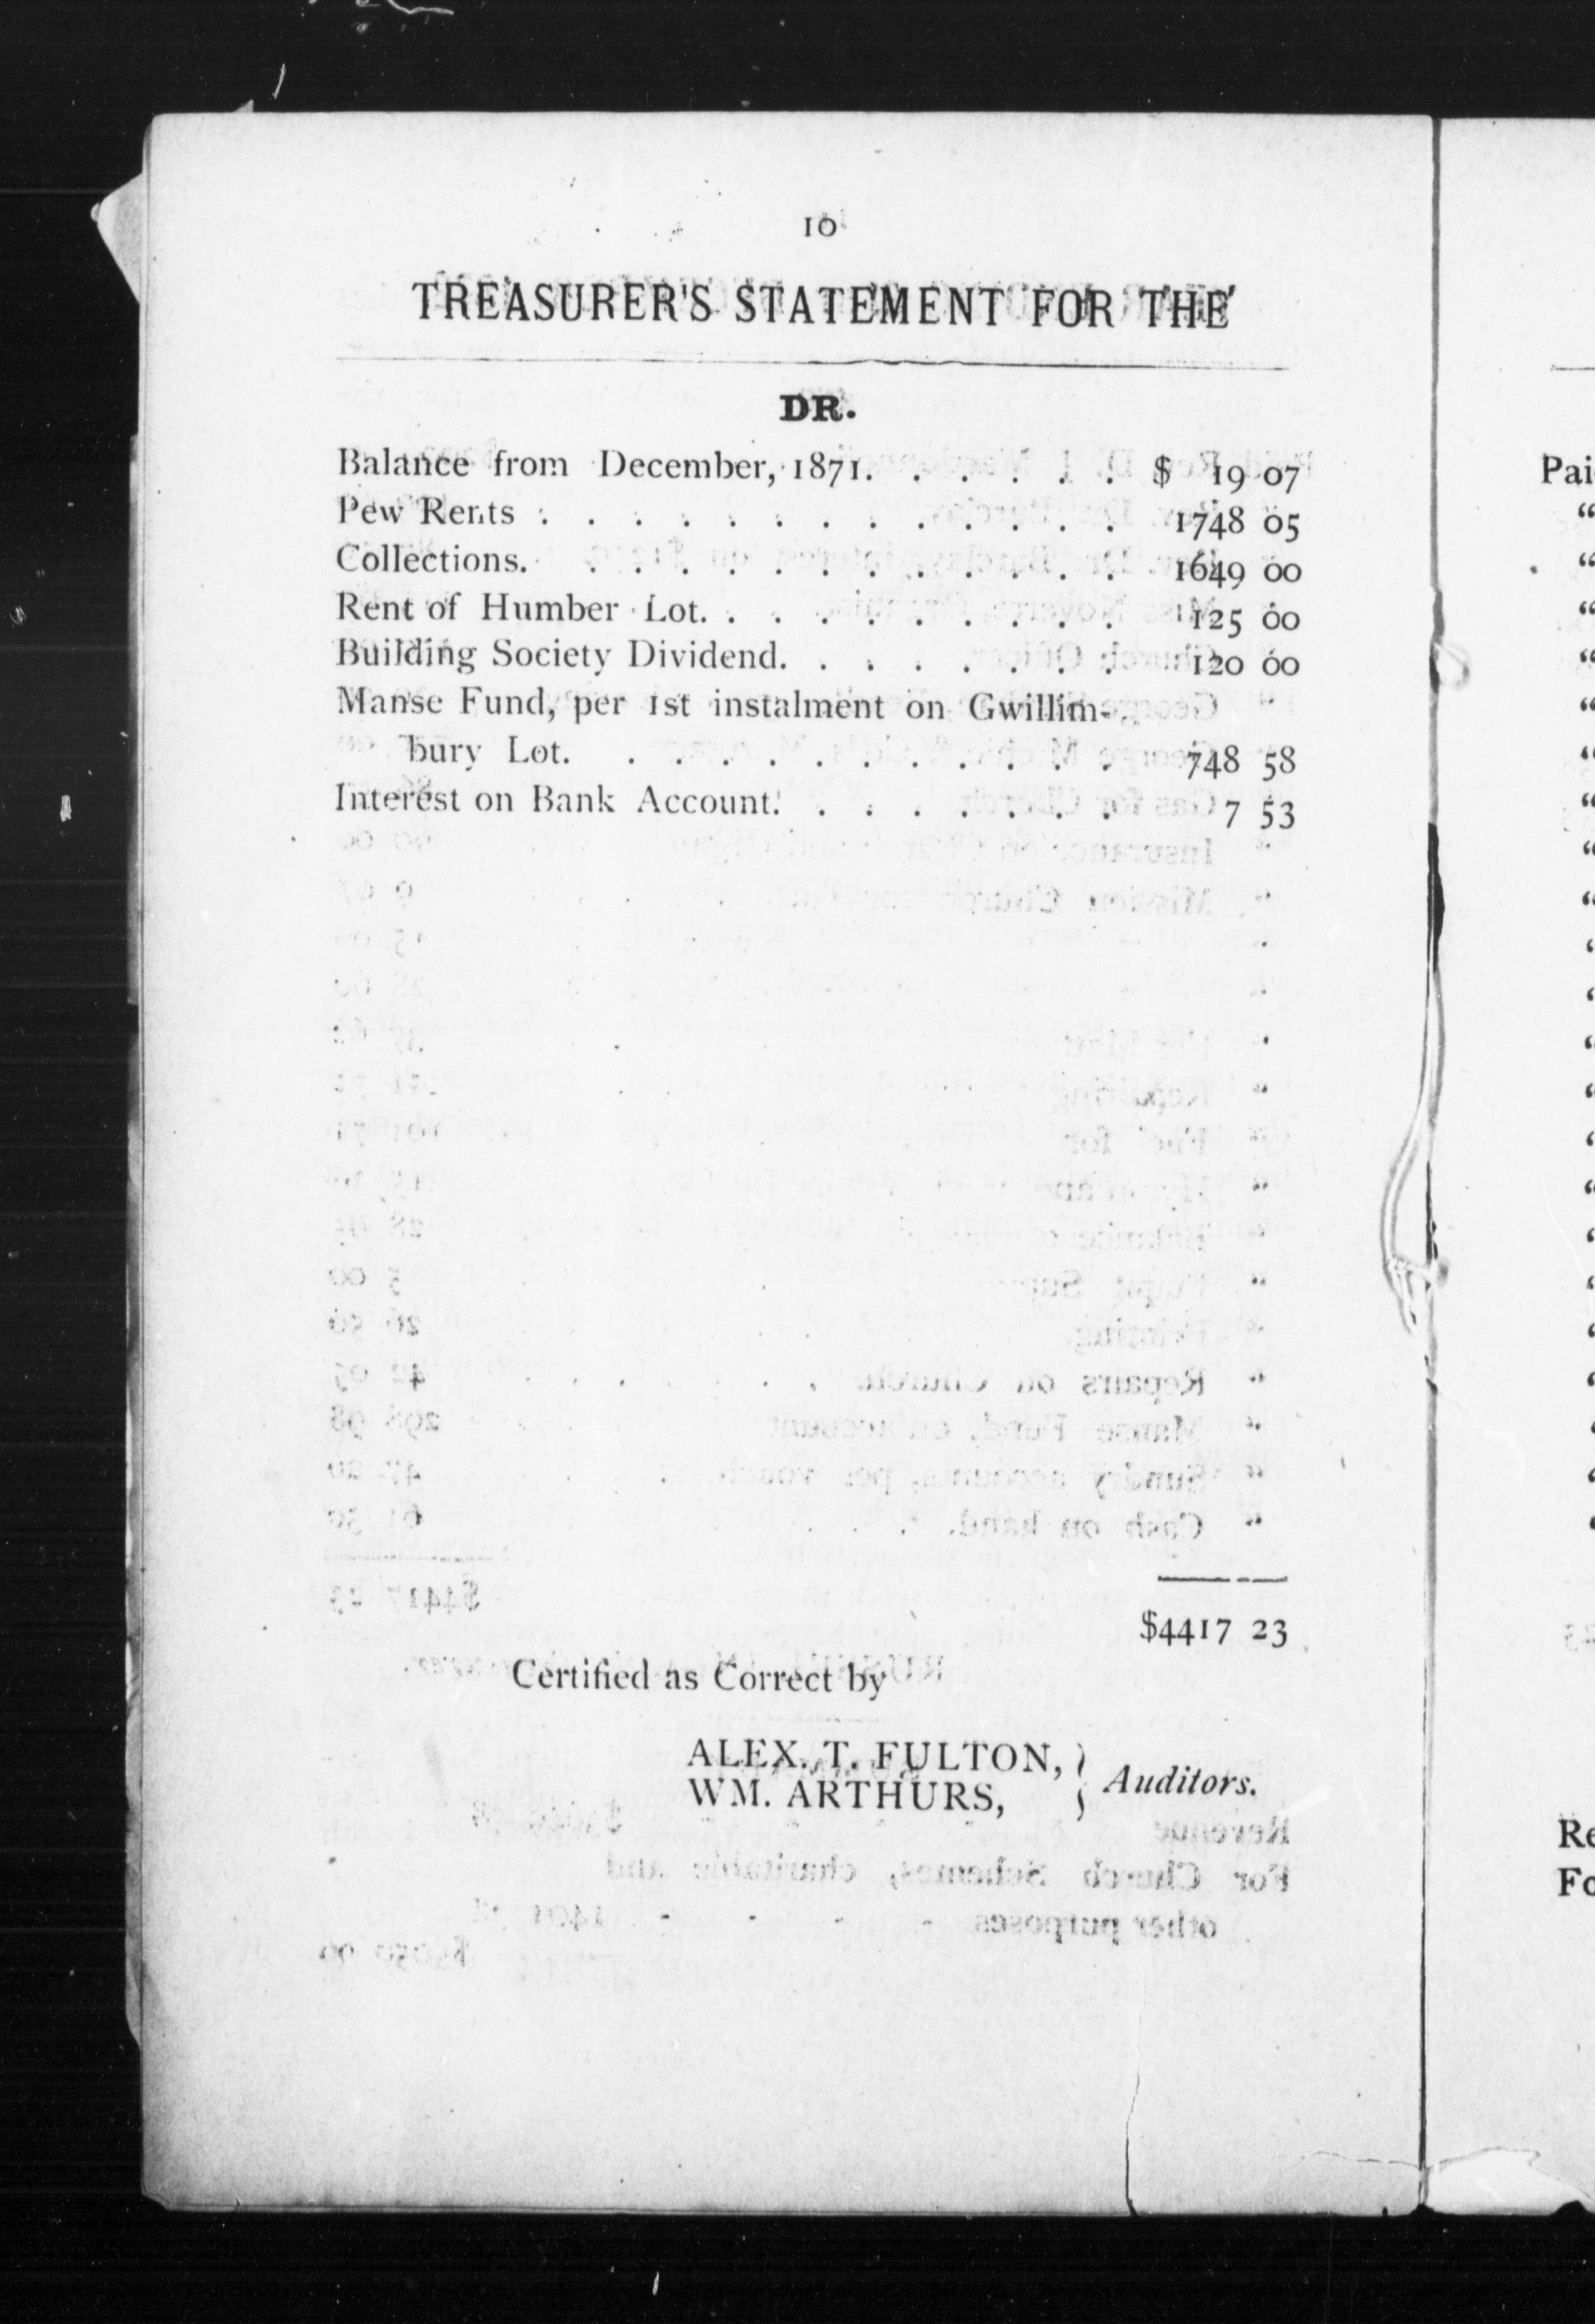 10
TREASURER'S STATEMENT FOR THE
DR.
Balance from December, 1871. . . . . . . $ 19 07
Pew Rents . . . . . . . . . . . . . 1748 05
Collections. . . . . . . . . . . . . 1649 00
Rent of Humber Lot. . . . . . . . . . 125 00
Building Society Dividend. . . . . . . . 120 00
Manse Fund, per 1st instalment on Gwillim-
bury Lot. . . . . . . . . . . . 748 58
Interest on Bank Account. . . . . . . . 7 53
$4417 23
Certified as Correct by
ALEX. T. FULTON, } Auditors.
WM. ARTHURS,
Pai
“
“
“
“
“
“
“
“
“
Re
Fo